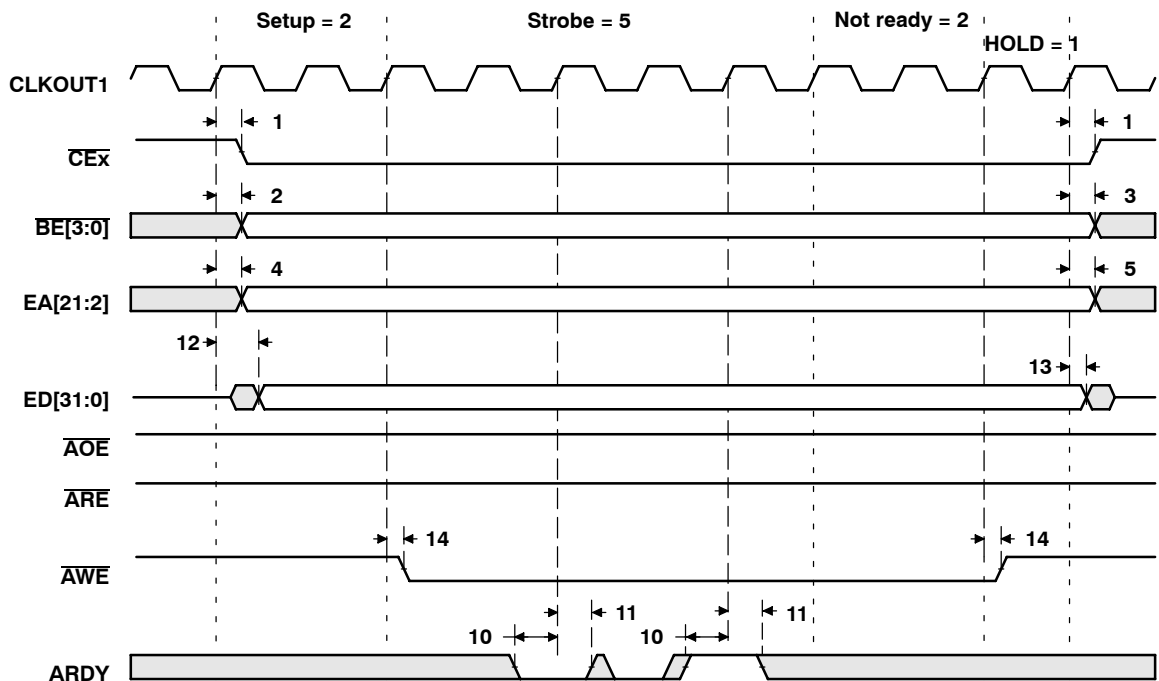 Setup = 2 Strobe = 5 Not ready = 2
HOLD = 1
CLKOUT1
1 1
CEx
2 3
BE[3:0]
4 5
EA[21:2]
12
13
ED[31:0]
AOE
ARE
14 14
AWE
10 11 10 11
ARDY